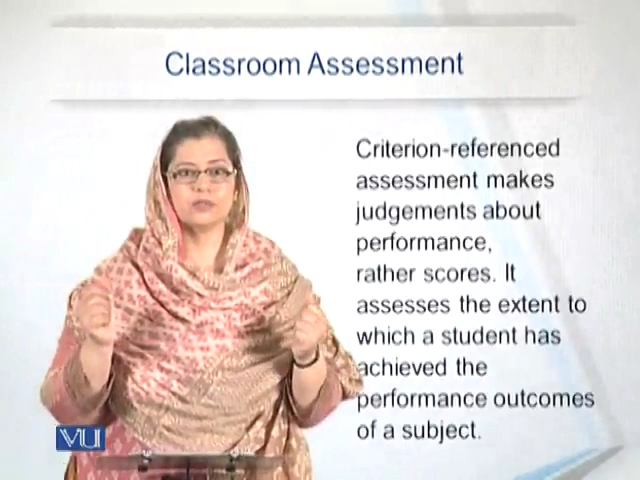 Classroom Assessment
Criterion-referenced
assessment makes
judgements about
performance,
rather scores. It
assesses the extent to
which a student has
achieved the
performance outcomes
of a subject.
VU